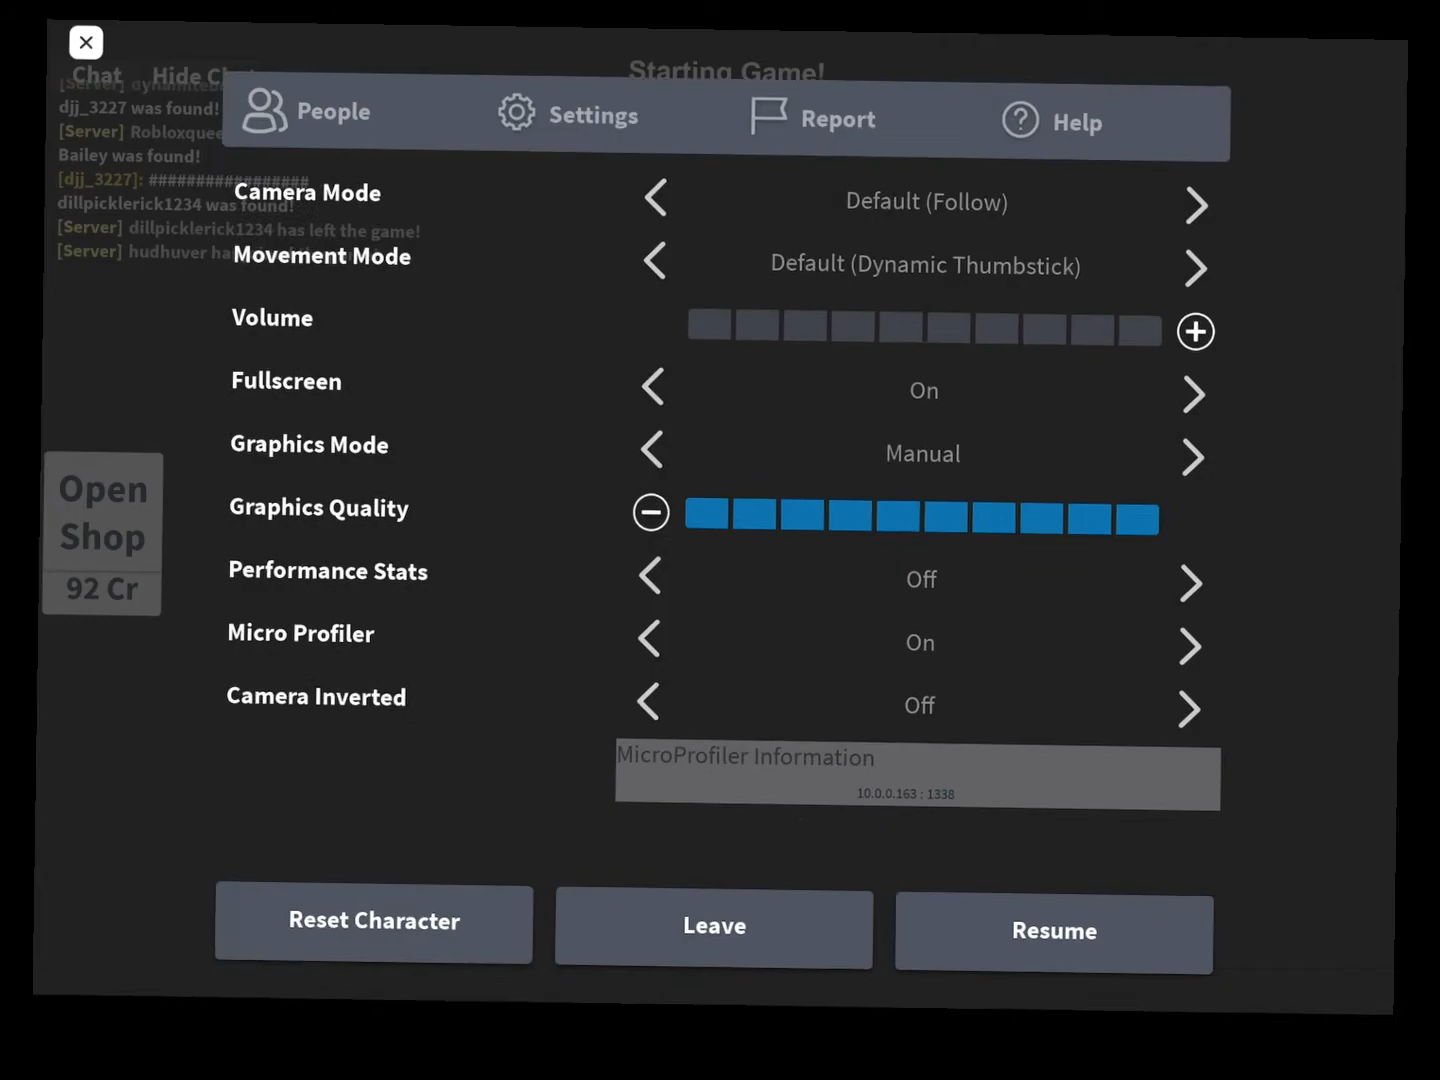 Chat Hide
Starting Game!
[Server]
djj_3227 was found!
[Server]
Bailey was found!
[djj_3227]: #################
dillpicklerick1234 was found!
[Server] dillpicklerick1234 has left the game!
[Server] hudhuver
People
Settings
Report
Help
Camera Mode Default (Follow)
Movement Mode Default (Dynamic Thumbstick)
Volume
Fullscreen On
Graphics Mode Manual
Graphics Quality
Performance Stats Off
Micro Profiler On
Camera Inverted Off
MicroProfiler Information
10.0.0.163 : 1338
Open
Shop
92 Cr
Reset Character
Leave
Resume